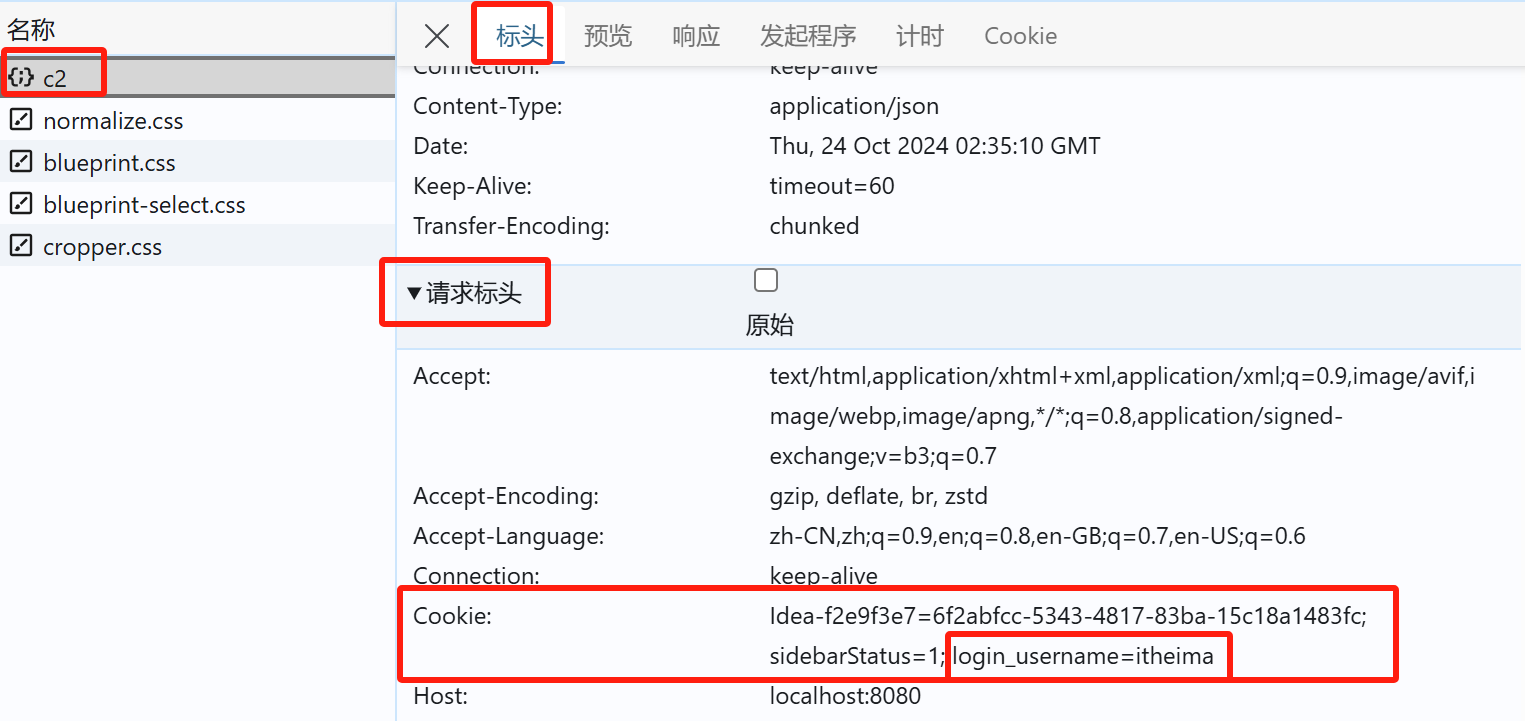 名称
c2
normalize.css
blueprint.css
blueprint-select.css
cropper.css
标头 预览 响应 发起程序 计时 Cookie
Connection: keep-alive
Content-Type: application/json
Date: Thu, 24 Oct 2024 02:35:10 GMT
Keep-Alive: timeout=60
Transfer-Encoding: chunked
▼请求标头
原始
Accept: text/html,application/xhtml+xml,application/xml;q=0.9,image/avif,i
mage/webp,image/apng,*/*;q=0.8,application/signed-
exchange;v=b3;q=0.7
Accept-Encoding: gzip, deflate, br, zstd
Accept-Language: zh-CN,zh;q=0.9,en;q=0.8,en-GB;q=0.7,en-US;q=0.6
Connection: keep-alive
Cookie: Idea-f2e9f3e7=6f2abfcc-5343-4817-83ba-15c18a1483fc;
sidebarStatus=1; login_username=itheima
Host: localhost:8080